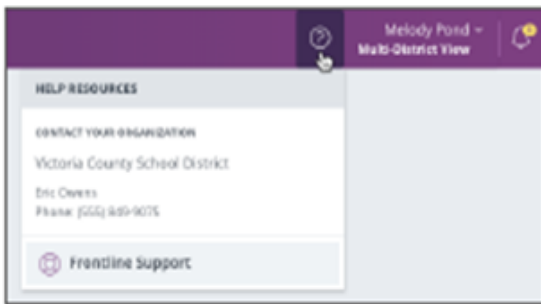 Melody Pond
Multi-District View
HELP RESOURCES
CONTACT YOUR ORGANIZATION
Victoria County School District
Eric Owens
Phone: (555) 849-9075
Frontline Support